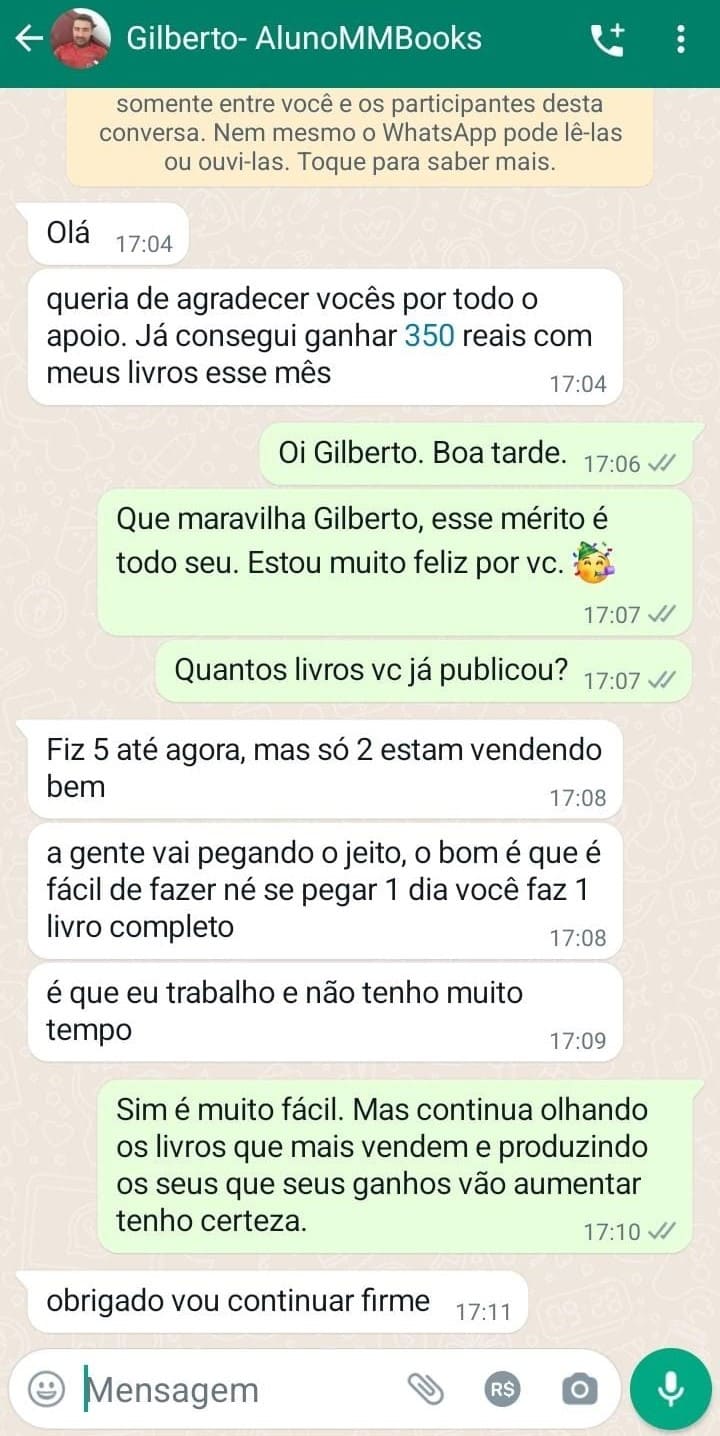 Gilberto- AlunoMMBooks
somente entre você e os participantes desta
conversa. Nem mesmo o WhatsApp pode lê-las
ou ouvi-las. Toque para saber mais.
Olá 17:04
queria de agradecer vocês por todo o
apoio. Já consegui ganhar 350 reais com
meus livros esse mês 17:04
Oi Gilberto. Boa tarde. 17:06
Que maravilha Gilberto, esse mérito é
todo seu. Estou muito feliz por vc. 🥳
17:07
Quantos livros vc já publicou? 17:07
Fiz 5 até agora, mas só 2 estam vendendo
bem 17:08
a gente vai pegando o jeito, o bom é que é
fácil de fazer né se pegar 1 dia você faz 1
livro completo 17:08
é que eu trabalho e não tenho muito
tempo 17:09
Sim é muito fácil. Mas continua olhando
os livros que mais vendem e produzindo
os seus que seus ganhos vão aumentar
tenho certeza. 17:10
obrigado vou continuar firme 17:11
Mensagem R$